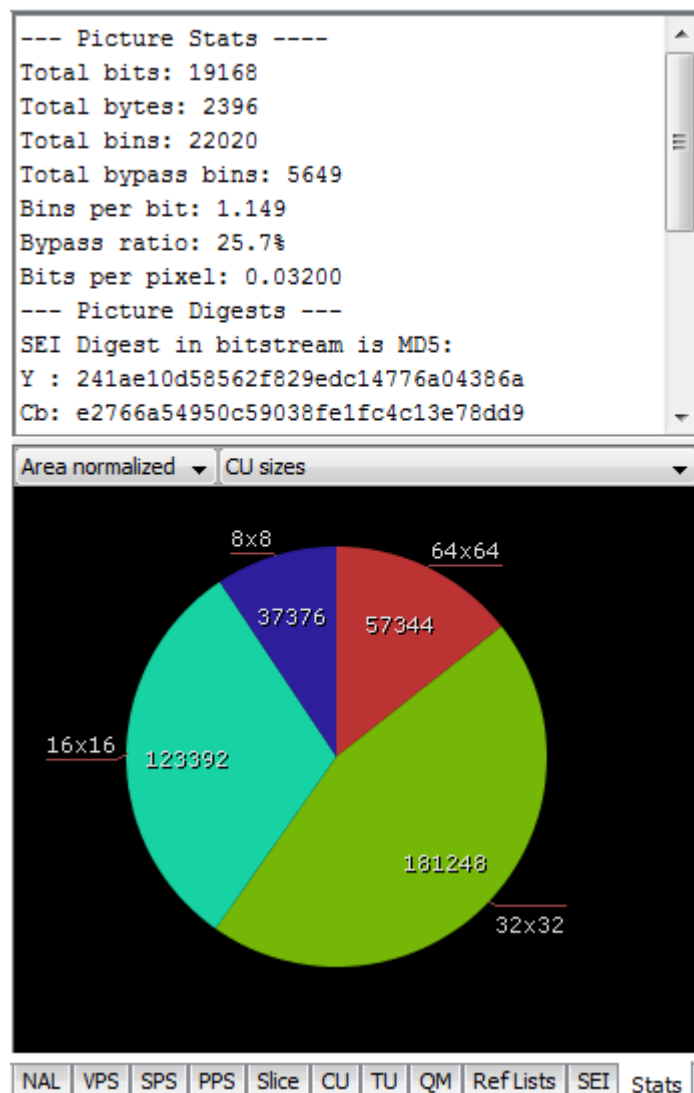 --- Picture Stats ----
Total bits: 19168
Total bytes: 2396
Total bins: 22020
Total bypass bins: 5649
Bins per bit: 1.149
Bypass ratio: 25.7%
Bits per pixel: 0.03200
--- Picture Digests ---
SEI Digest in bitstream is MD5:
Y : 241ae10d58562f829edc14776a04386a
Cb: e2766a54950c59038fe1fc4c13e78dd9
Area normalized CU sizes
8x8 64x64
37376 57344
16x16 123392
181248
32x32
NAL VPS SPS PPS Slice CU TU QM Ref Lists SEI Stats